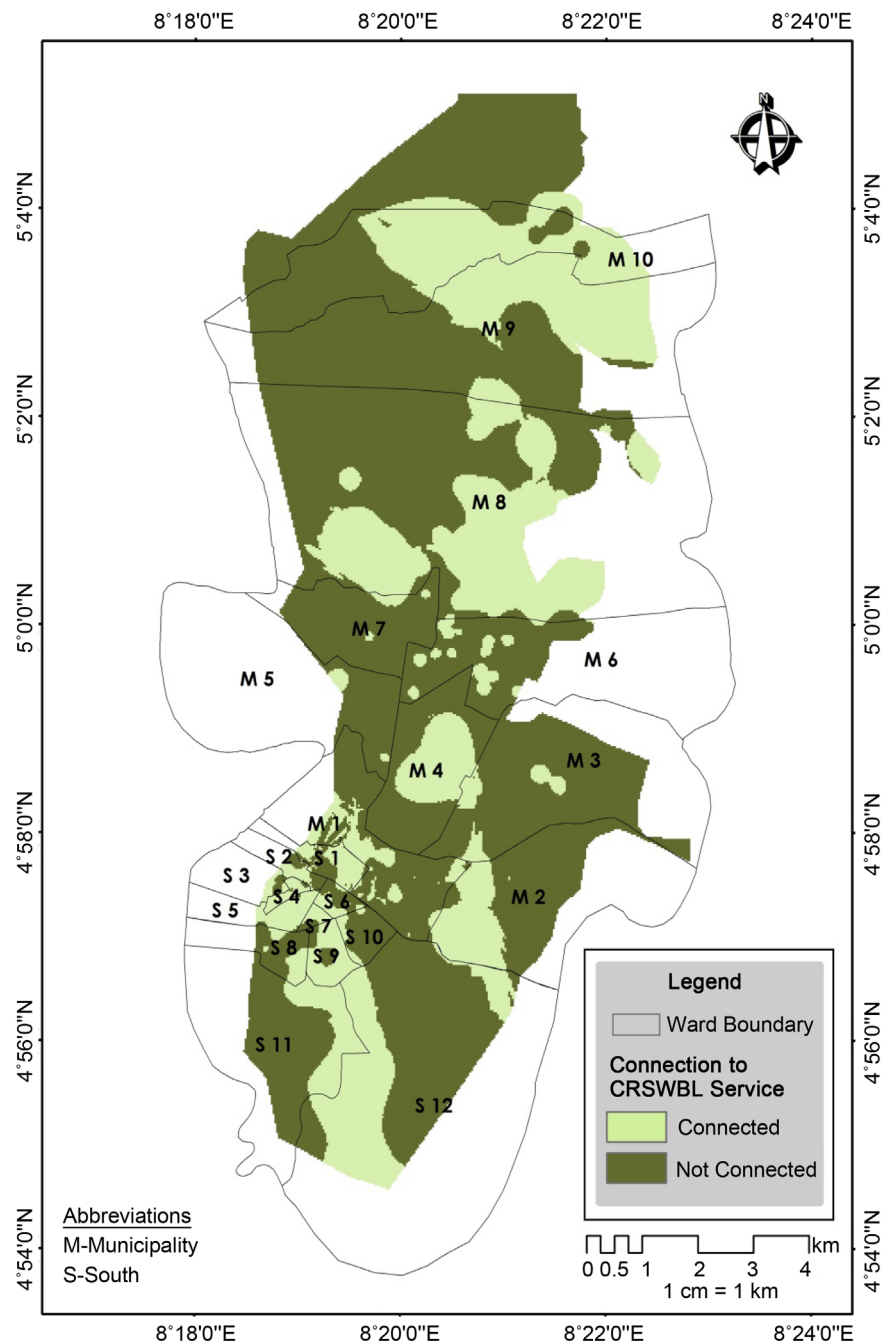 8°18'0"E 8°20'0"E 8°22'0"E 8°24'0"E
N
5°4'0"N 5°4'0"N
M 10
M 9
5°2'0"N 5°2'0"N
M 8
5°0'0"N 5°0'0"N
M 7
M 6
M 5
M 3
M 4
4°58'0"N 4°58'0"N
M 1
S 2 S 1
S 3
S 4 S 6 M 2
S 5
S 7
S 8 S 10
S 9
4°56'0"N 4°56'0"N
S 11
S 12
Legend
Ward Boundary
Connection to
CRSWBL Service
Connected
Not Connected
Abbreviations
M-Municipality
S-South
km
0 0.5 1 2 3 4
1 cm = 1 km
4°54'0"N 4°54'0"N
8°18'0"E 8°20'0"E 8°22'0"E 8°24'0"E